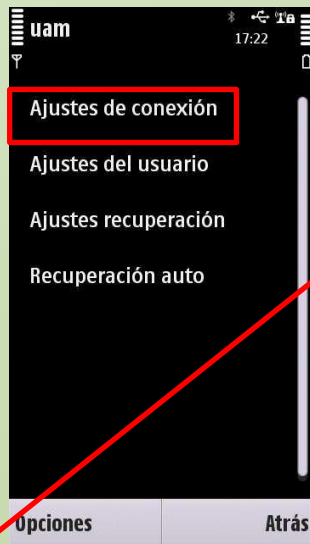 uam
17:22
Ajustes de conexión
Ajustes del usuario
Ajustes recuperación
Recuperación auto
Opciones Atrás